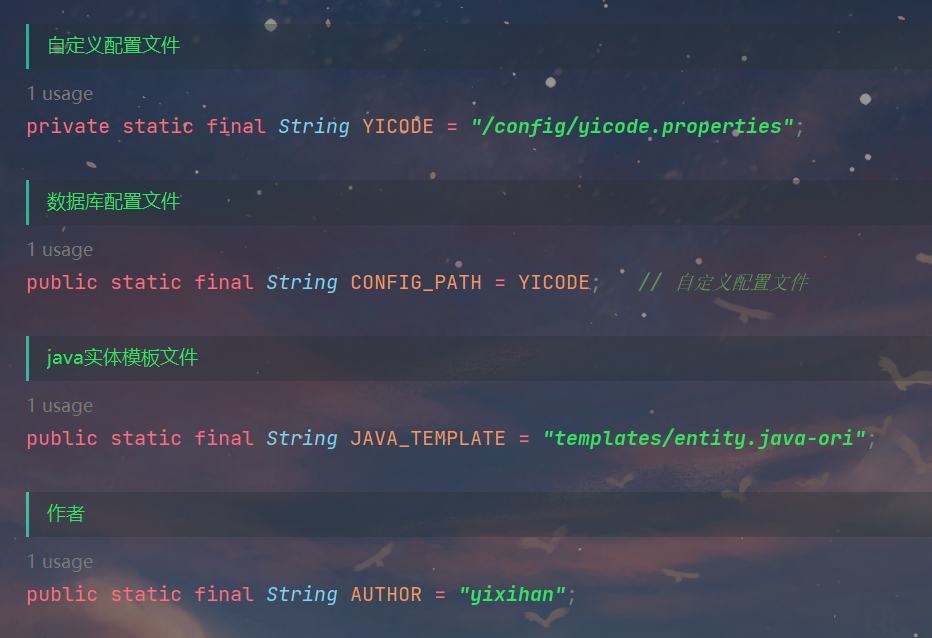 自定义配置文件
1 usage
private static final String YICODE = "/config/yicode.properties";
数据库配置文件
1 usage
public static final String CONFIG_PATH = YICODE;   // 自定义配置文件
java实体模板文件
1 usage
public static final String JAVA_TEMPLATE = "templates/entity.java-ori";
作者
1 usage
public static final String AUTHOR = "yixihan";